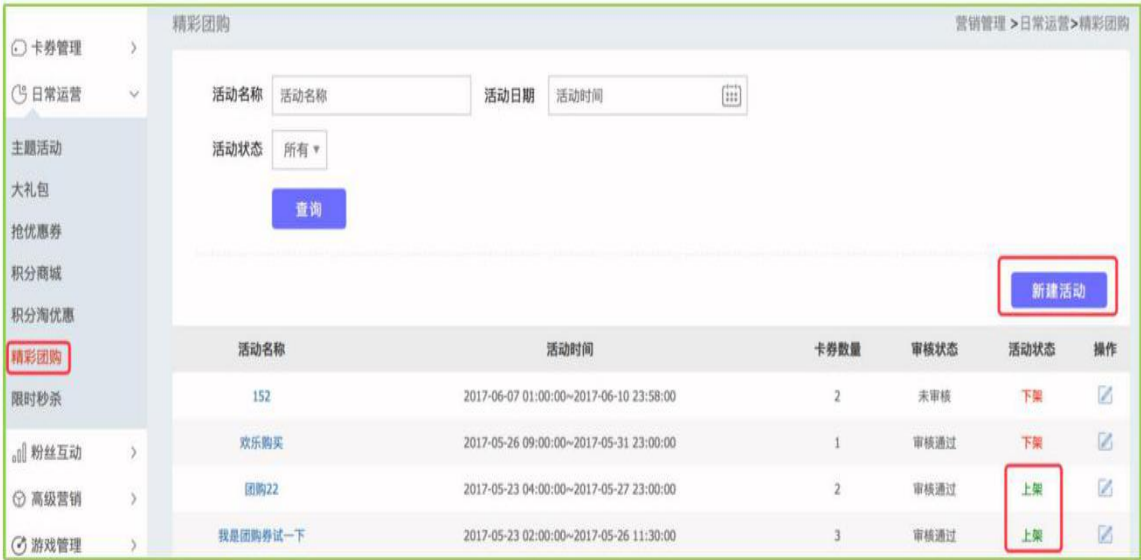 精彩团购
营销管理 >日常运营>精彩团购
卡券管理
日常运营
主题活动
大礼包
抢优惠券
积分商城
积分淘优惠
精彩团购
限时秒杀
粉丝互动
高级营销
游戏管理
活动名称 活动名称 活动日期 活动时间
活动状态 所有
查询
新建活动
活动名称 活动时间 卡券数量 审核状态 活动状态 操作
152 2017-06-07 01:00:00~2017-06-10 23:58:00 2 未审核 下架
欢乐购买 2017-05-26 09:00:00~2017-05-31 23:00:00 1 审核通过 下架
团购22 2017-05-23 04:00:00~2017-05-27 23:00:00 2 审核通过 上架
我是团购券试一下 2017-05-23 02:00:00~2017-05-26 11:30:00 3 审核通过 上架